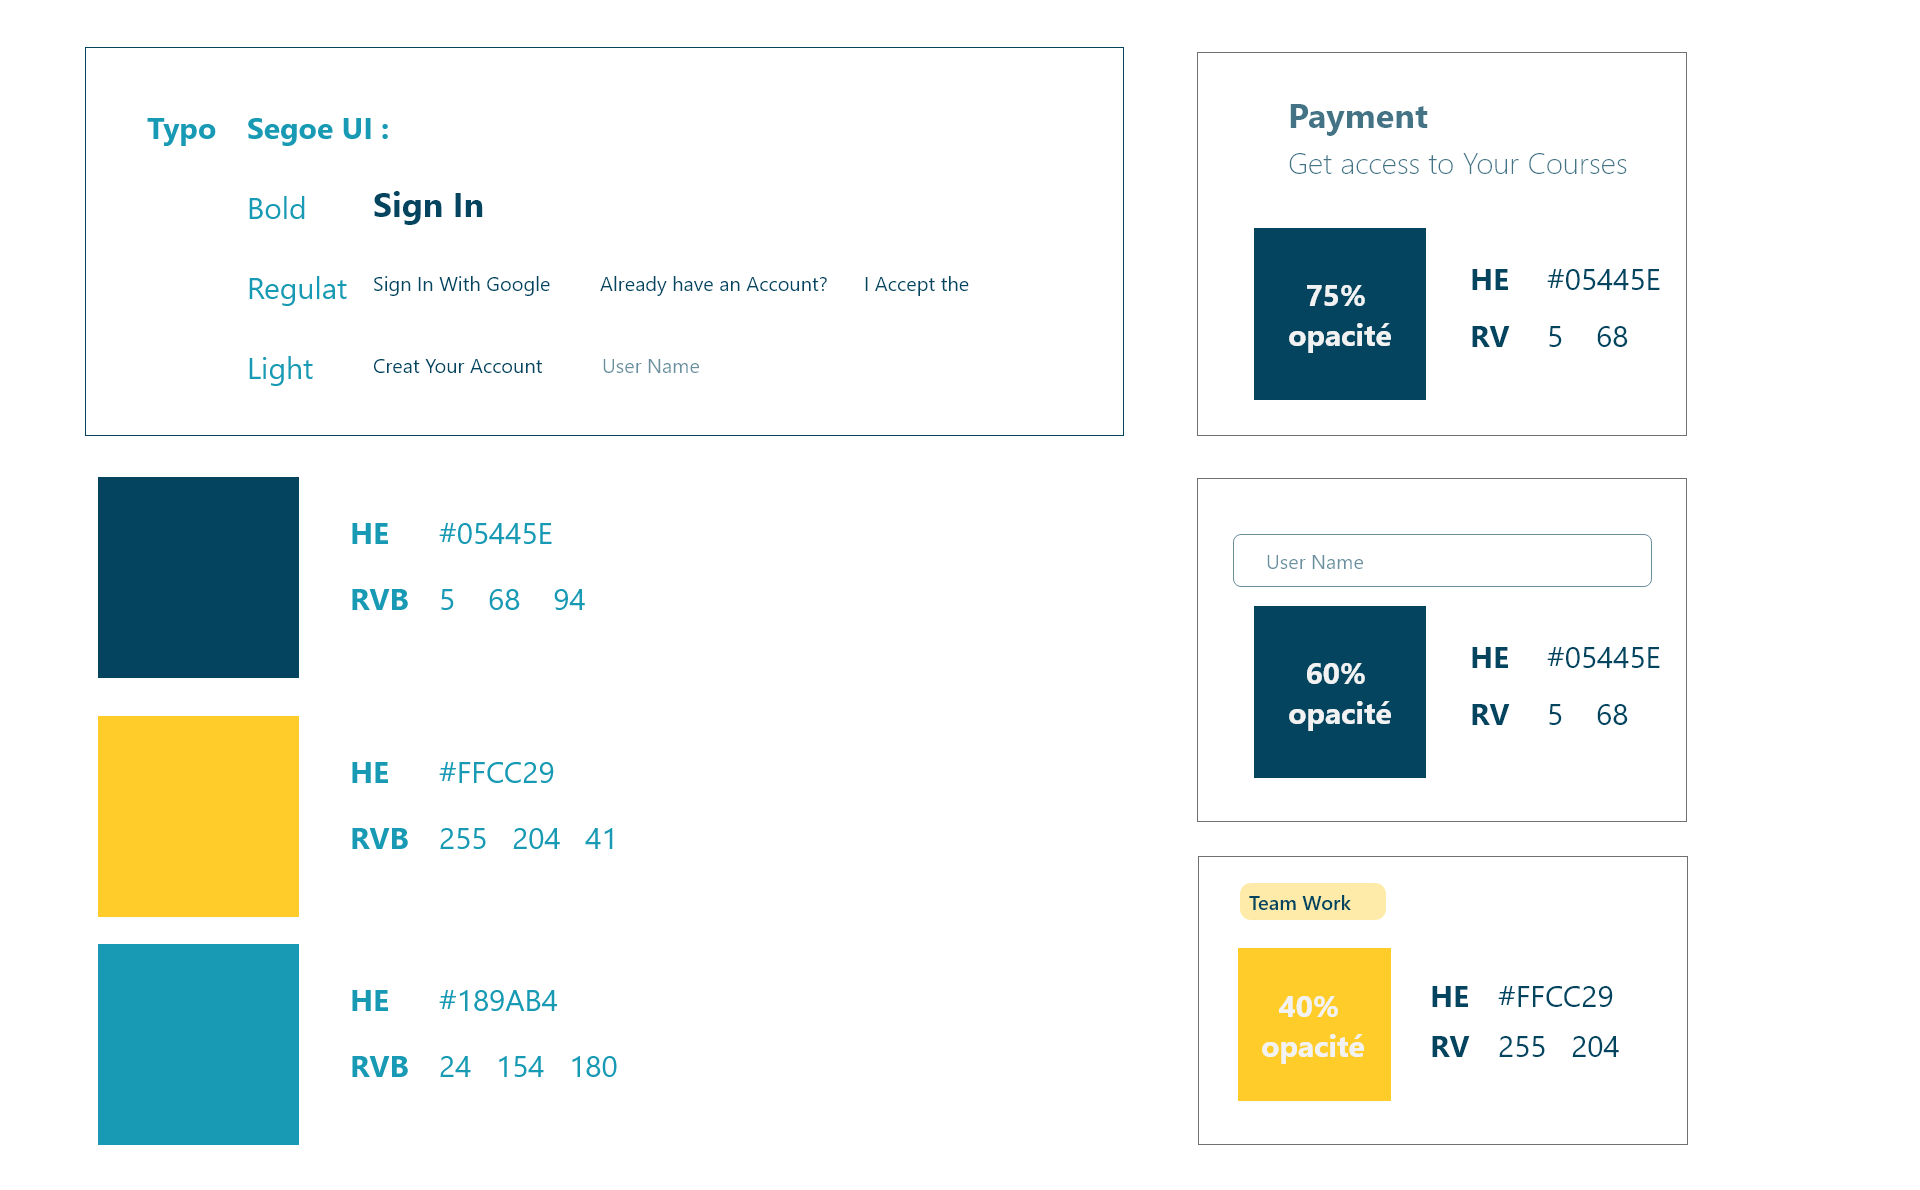 Typo Segoe UI :
Bold Sign In
Regulat Sign In With Google Already have an Account? I Accept the
Light Creat Your Account User Name
HE #05445E
RVB 5 68 94
HE #FFCC29
RVB 255 204 41
HE #189AB4
RVB 24 154 180
Payment
Get access to Your Courses
75%
opacité
HE #05445E
RV 5 68
User Name
60%
opacité
HE #05445E
RV 5 68
Team Work
40%
opacité
HE #FFCC29
RV 255 204